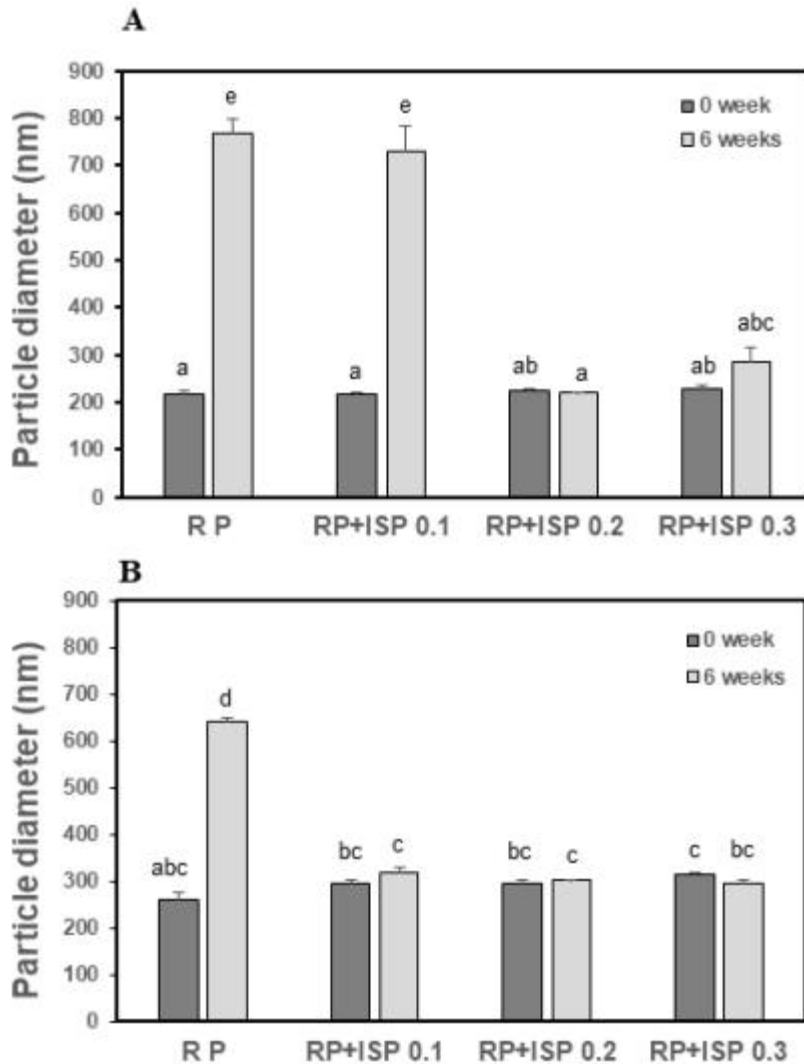 A
Particle diameter (nm)
900
800
700
600
500
400
300
200
100
0
0 week
6 weeks
a
e
a
e
ab
a
ab
abc
R P
RP+ISP 0.1
RP+ISP 0.2
RP+ISP 0.3
B
Particle diameter (nm)
900
800
700
600
500
400
300
200
100
0
0 week
6 weeks
abc
d
bc
c
bc
c
c
bc
R P
RP+ISP 0.1
RP+ISP 0.2
RP+ISP 0.3